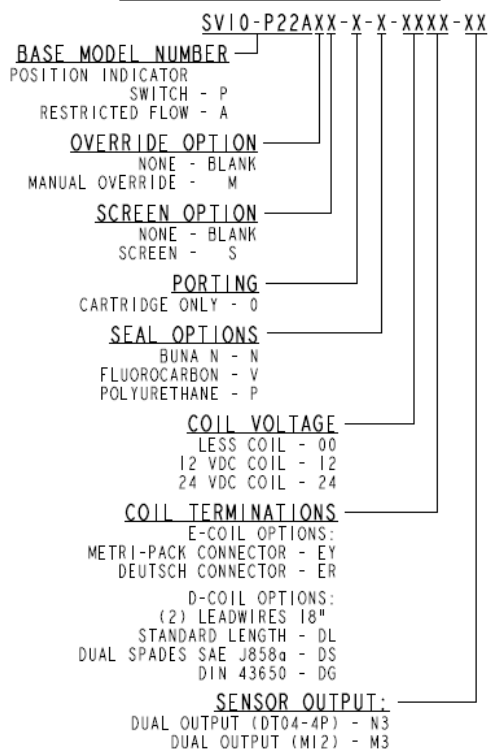 SV10-P22AXX-X-X-XXXX-XX
BASE MODEL NUMBER
POSITION INDICATOR
SWITCH - P
RESTRICTED FLOW - A
OVERRIDE OPTION
NONE - BLANK
MANUAL OVERRIDE - M
SCREEN OPTION
NONE - BLANK
SCREEN - S
PORTING
CARTRIDGE ONLY - 0
SEAL OPTIONS
BUNA N - N
FLUOROCARBON - V
POLYURETHANE - P
COIL VOLTAGE
LESS COIL - 00
12 VDC COIL - 12
24 VDC COIL - 24
COIL TERMINATIONS
E-COIL OPTIONS:
METRI-PACK CONNECTOR - EY
DEUTSCH CONNECTOR - ER
D-COIL OPTIONS:
(2) LEADWIRES 18"
STANDARD LENGTH - DL
DUAL SPADES SAE J858a - DS
DIN 43650 - DG
SENSOR OUTPUT:
DUAL OUTPUT (DT04-4P) - N3
DUAL OUTPUT (M12) - M3